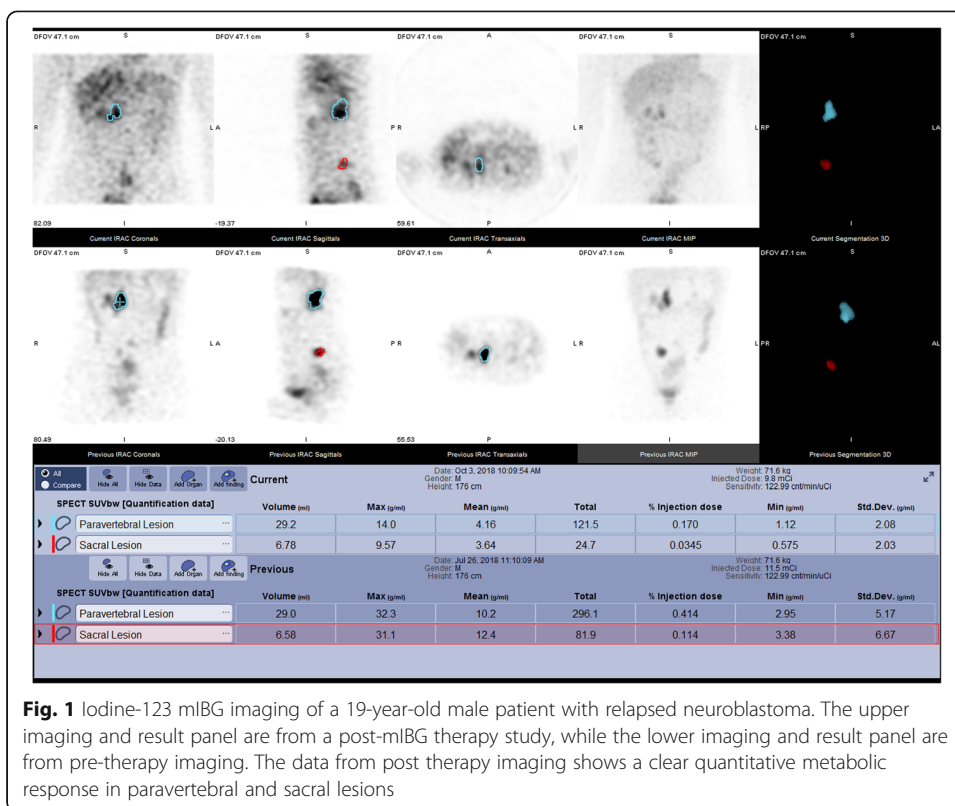 DFOV 47.1 cm S DFOV 47.1 cm S DFOV 47.1 cm A DFOV 47.1 cm DFOV 47.1 cm S
R L A P R L R L RP LA
82.09 I -19.37 I 59.61 P I I
Current IRAC Coronals Current IRAC Sagittals Current IRAC Transaxials Current IRAC MIP Current Segmentation 3D
DFOV 47.1 cm S DFOV 47.1 cm S DFOV 47.1 cm A DFOV 47.1 cm S DFOV 47.1 cm S
R L A P R L R L PR AL
80.49 I -20.13 I 55.53 P I I
Previous IRAC Coronals Previous IRAC Sagittals Previous IRAC Transaxials Previous IRAC MIP Previous Segmentation 3D
All
Compare
Hide All Hide Data Add Organ Add finding
Current
Date: Oct 3, 2018 10:09:54 AM
Gender: M
Height: 176 cm
Weight: 71.6 kg
Injected Dose: 9.8 mCi
Sensitivity: 122.99 cnt/min/uCi
SPECT SUVbw [Quantification data] Volume (ml) Max (g/ml) Mean (g/ml) Total % Injection dose Min (g/ml) Std.Dev. (g/ml)
Paravertebral Lesion ... 29.2 14.0 4.16 121.5 0.170 1.12 2.08
Sacral Lesion ... 6.78 9.57 3.64 24.7 0.0345 0.575 2.03
Hide All Hide Data Add Organ Add finding
Previous
Date: Jul 26, 2018 11:10:09 AM
Gender: M
Height: 176 cm
Weight: 71.6 kg
Injected Dose: 11.5 mCi
Sensitivity: 122.99 cnt/min/uCi
SPECT SUVbw [Quantification data] Volume (ml) Max (g/ml) Mean (g/ml) Total % Injection dose Min (g/ml) Std.Dev. (g/ml)
Paravertebral Lesion ... 29.0 32.3 10.2 296.1 0.414 2.95 5.17
Sacral Lesion ... 6.58 31.1 12.4 81.9 0.114 3.38 6.67
Fig. 1 Iodine-123 mIBG imaging of a 19-year-old male patient with relapsed neuroblastoma. The upper
imaging and result panel are from a post-mIBG therapy study, while the lower imaging and result panel are
from pre-therapy imaging. The data from post therapy imaging shows a clear quantitative metabolic
response in paravertebral and sacral lesions